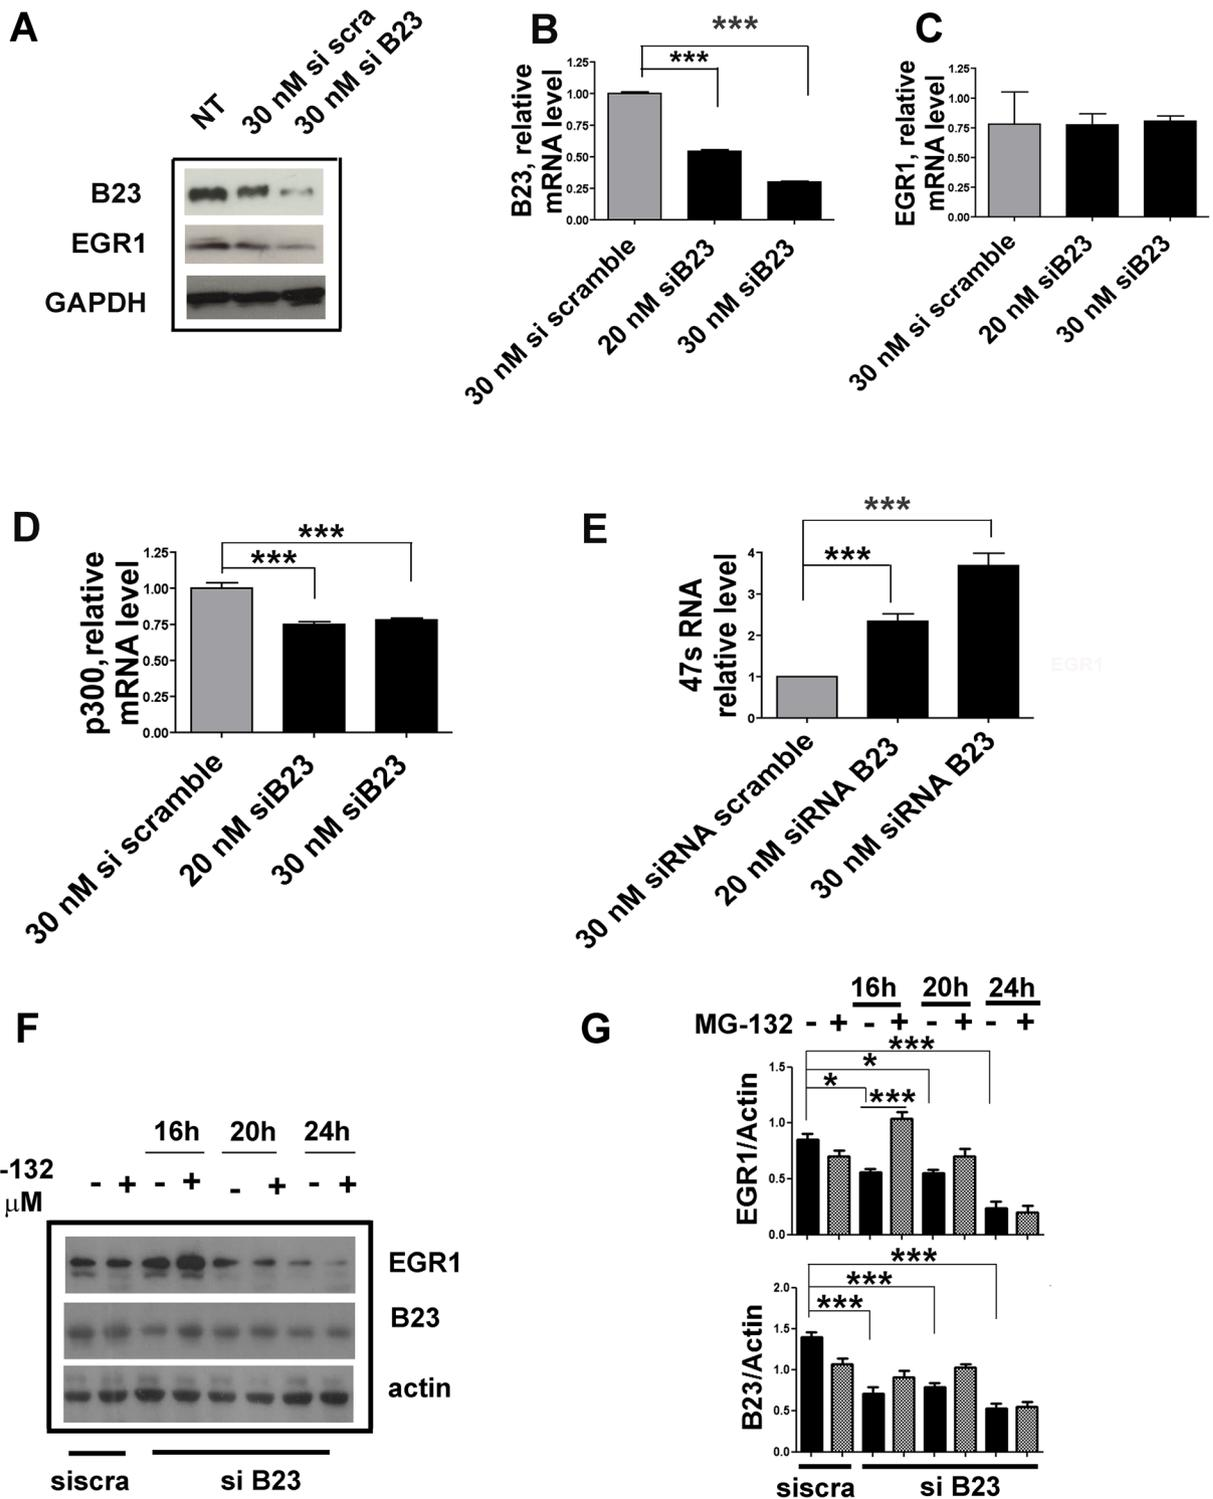 A
NT
30 nM si scra
30 nM si B23
B23
EGR1
GAPDH
B
***
***
B23, relative
mRNA level
1.25
1.00
0.75
0.50
0.25
0.00
30 nM si scramble
20 nM siB23
30 nM siB23
C
EGR1, relative
mRNA level
1.25
1.00
0.75
0.50
0.25
0.00
30 nM si scramble
20 nM siB23
30 nM siB23
D
***
***
p300,relative
mRNA level
1.25
1.00
0.75
0.50
0.25
0.00
30 nM si scramble
20 nM siB23
30 nM siB23
E
***
***
47s RNA
relative level
4
3
2
1
0
30 nM siRNA scramble
20 nM siRNA B23
30 nM siRNA B23
EGR1
F
16h 20h 24h
-132
μM
- + - + - + - +
EGR1
B23
actin
siscra si B23
G
16h 20h 24h
MG-132 - + - + - + - +
***
*
*
***
EGR1/Actin
1.5
1.0
0.5
0.0
***
***
***
B23/Actin
2.0
1.5
1.0
0.5
0.0
siscra si B23